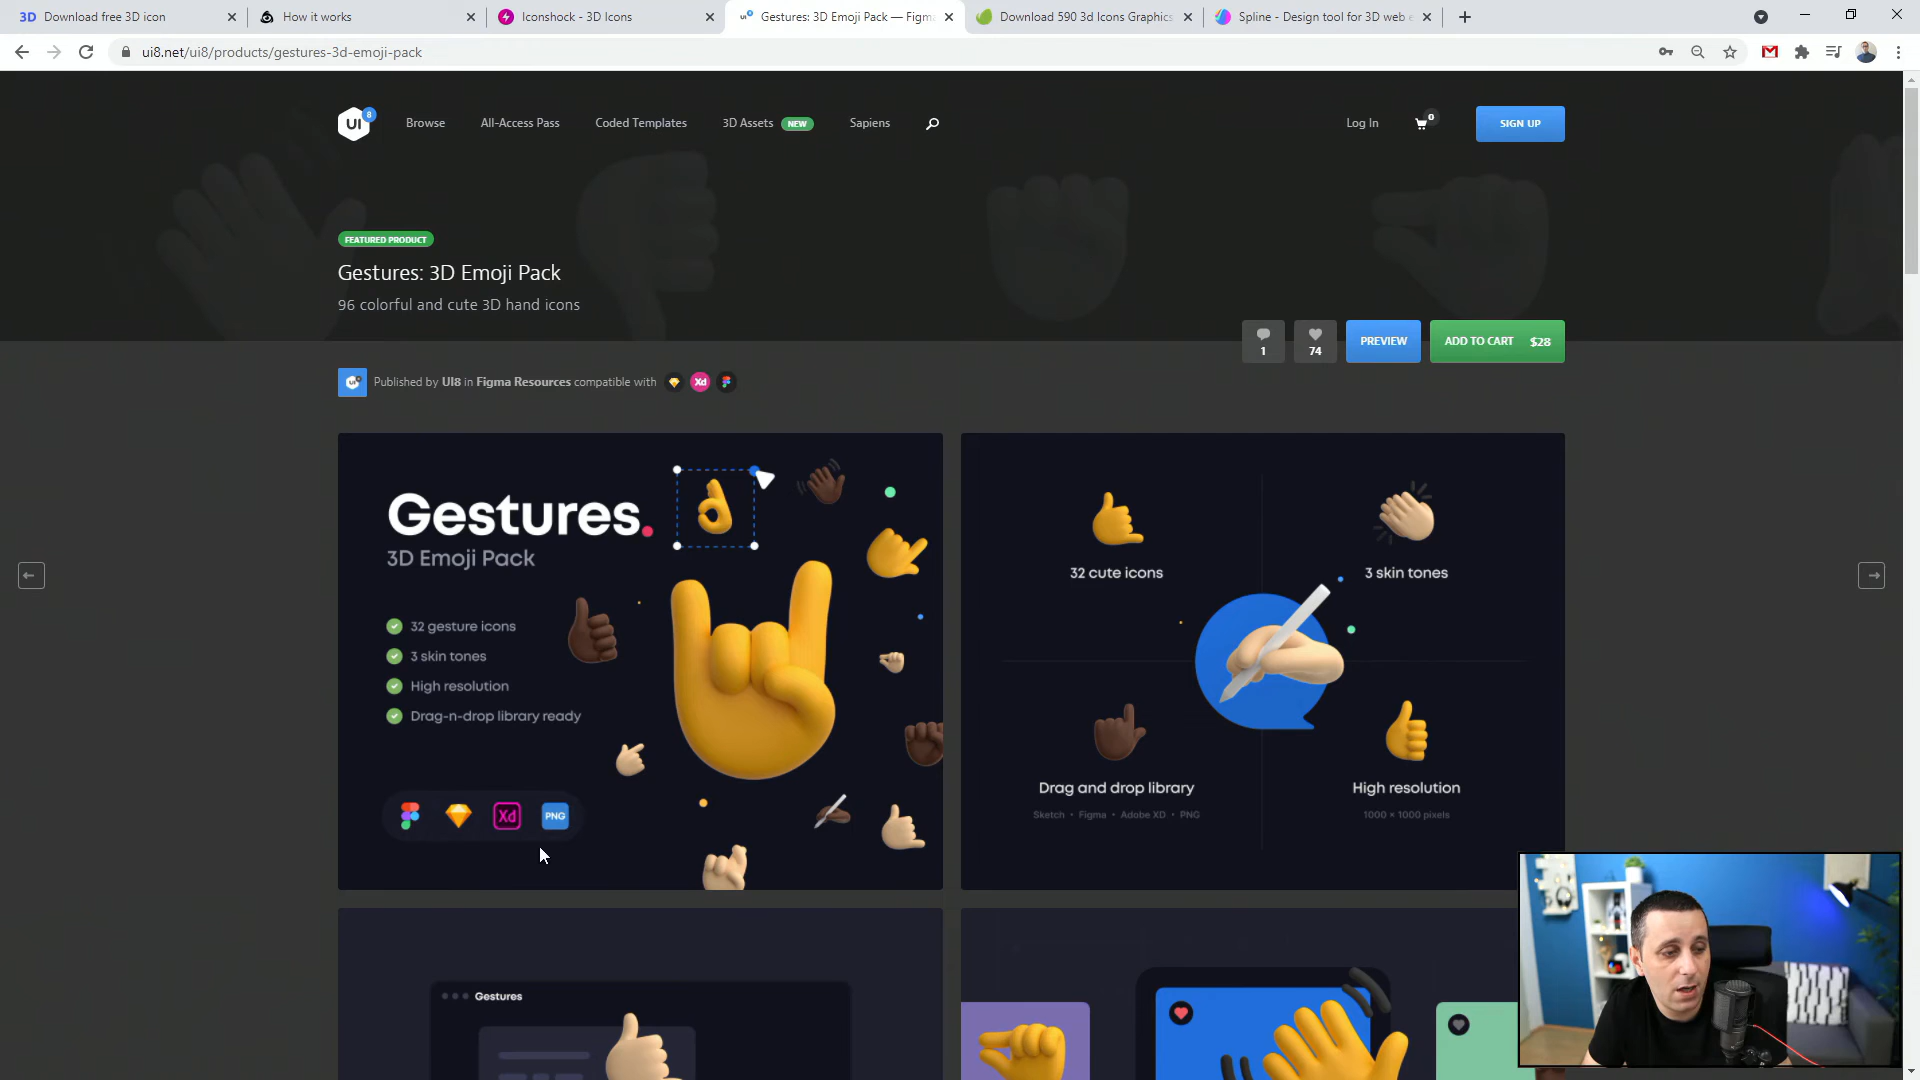 3D Download free 3D icon
How it works
Iconshock - 3D Icons
Gestures: 3D Emoji Pack — Figma
Download 590 3d Icons Graphics
Spline - Design tool for 3D web
ui8.net/ui8/products/gestures-3d-emoji-pack
UI 8
Browse
All-Access Pass
Coded Templates
3D Assets NEW
Sapiens
Log In
0
SIGN UP
FEATURED PRODUCT
Gestures: 3D Emoji Pack
96 colorful and cute 3D hand icons
1
74
PREVIEW
ADD TO CART $28
Published by UI8 in Figma Resources compatible with
Xd
Gestures.
3D Emoji Pack
32 gesture icons
3 skin tones
High resolution
Drag-n-drop library ready
Xd
PNG
32 cute icons
3 skin tones
Drag and drop library
Sketch • Figma • Adobe XD • PNG
High resolution
1000 × 1000 pixels
Gestures